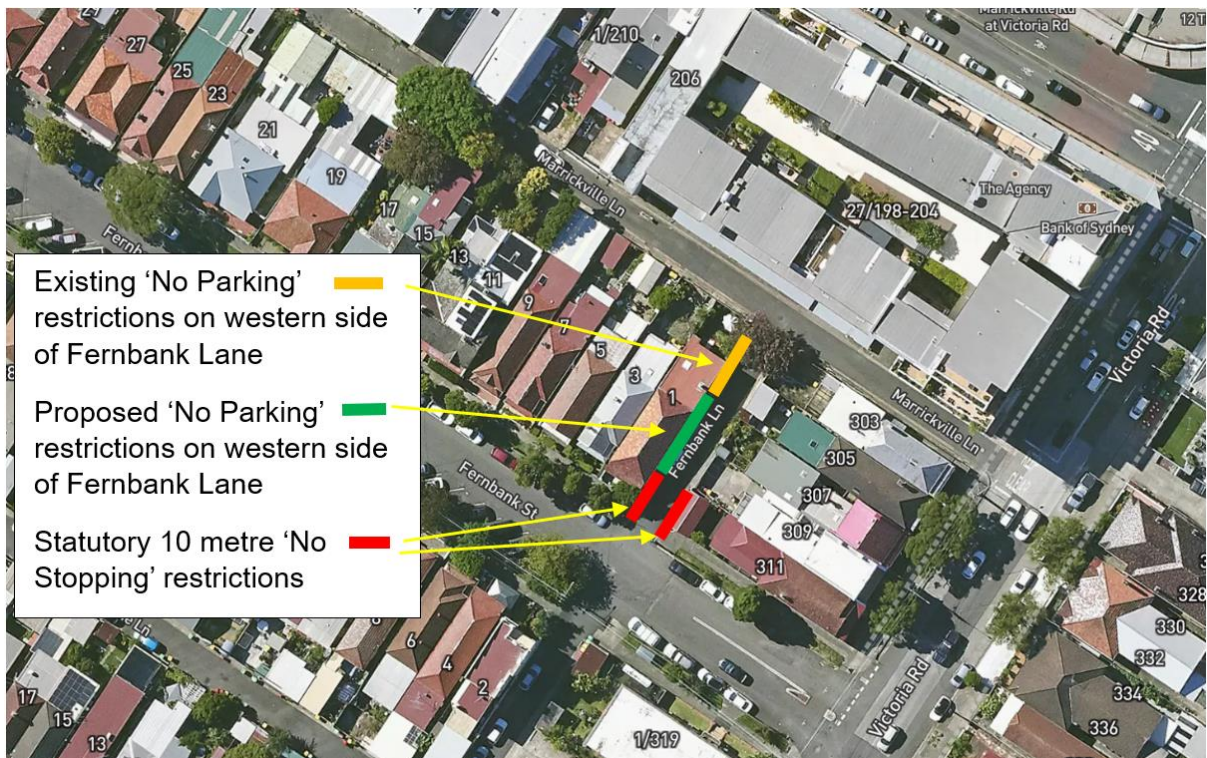 Marrickville Rd
at Victoria Rd
12 T
1/210
27
25
23
206
21
19
Marrickville Ln
The Agency
17
27/198-204
Bank of Sydney
15
Fernb
13
11
Existing ‘No Parking’
restrictions on western side
of Fernbank Lane
Proposed ‘No Parking’
restrictions on western side
of Fernbank Lane
Statutory 10 metre ‘No
Stopping’ restrictions
9
7
5
3
1
Fernbank Ln
Victoria Rd
Marrickville Ln
303
305
307
309
311
Fernbank St
Ln
6
4
2
328
330
332
334
336
Victoria Rd
17
15
13
1/319